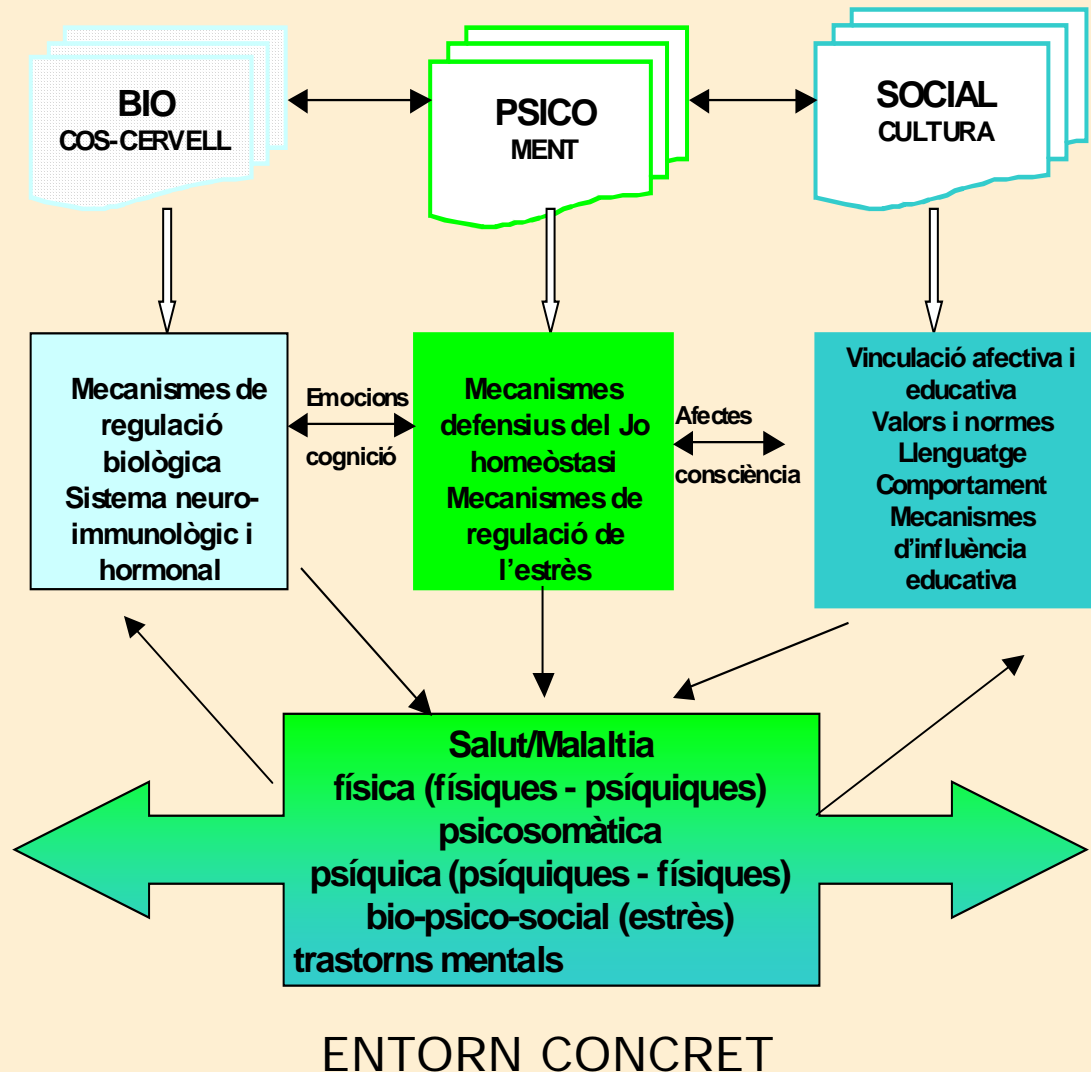 BIO
COS-CERVELL
PSICO
MENT
SOCIAL
CULTURA
Mecanismes de
regulació
biològica
Sistema neuro-
immunològic i
hormonal
Emocions
cognició
Mecanismes
defensius del Jo
homeòstasi
Mecanismes de
regulació de
l'estrès
Afectes
consciència
Vinculació afectiva i
educativa
Valors i normes
Llenguatge
Comportament
Mecanismes
d'influència
educativa
Salut/Malaltia
física (físiques - psíquiques)
psicosomàtica
psíquica (psíquiques - físiques)
bio-psico-social (estrès)
trastorns mentals
ENTORN CONCRET